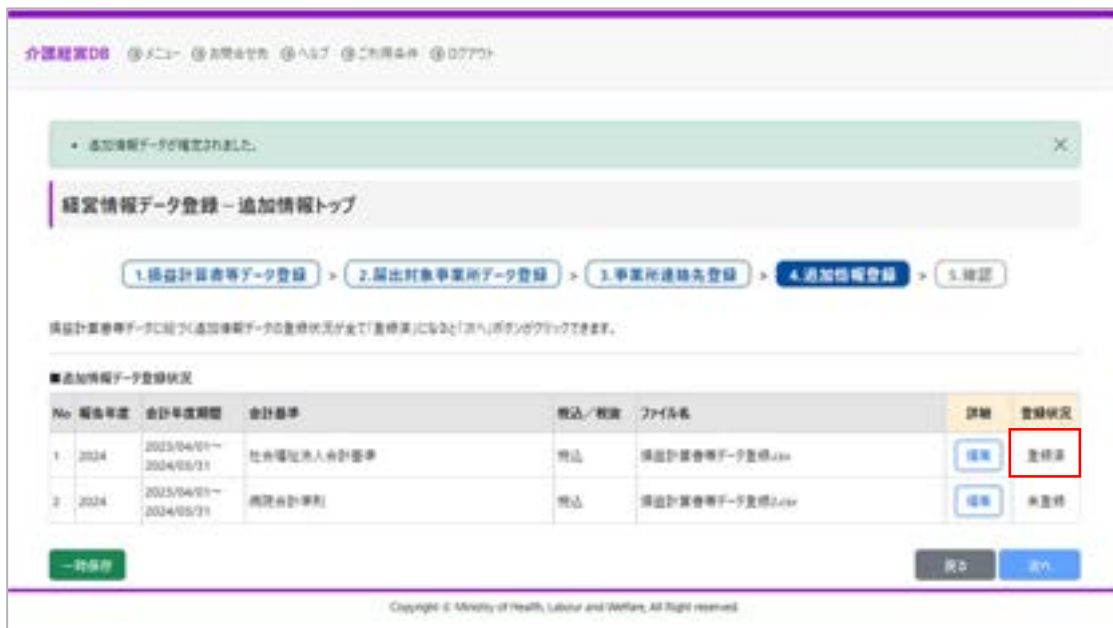 介護経営DB メニュー お問合せ先 ヘルプ ご利用条件 ログアウト
• 追加情報データが確定されました。
経営情報データ登録 – 追加情報トップ
1.損益計算書等データ登録 > 2.届出対象事業所データ登録 > 3.事業所連絡先登録 > 4.追加情報登録 > 5.確認
損益計算書等データに紐づく追加情報データの登録状況が全て「登録済」になると「次へ」ボタンがクリックできます。
■追加情報データ登録状況
No 報告年度 会計年度期間 会計基準 税込/税抜 ファイル名 詳細 登録状況
1 2024 2023/04/01~ 2024/03/31 社会福祉法人会計基準 税込 損益計算書等データ登録.csv 編集 登録済
2 2024 2023/04/01~ 2024/03/31 病院会計準則 税込 損益計算書等データ登録2.csv 編集 未登録
一時保存 戻る 次へ
Copyright © Ministry of Health, Labour and Welfare, All Right reserved.